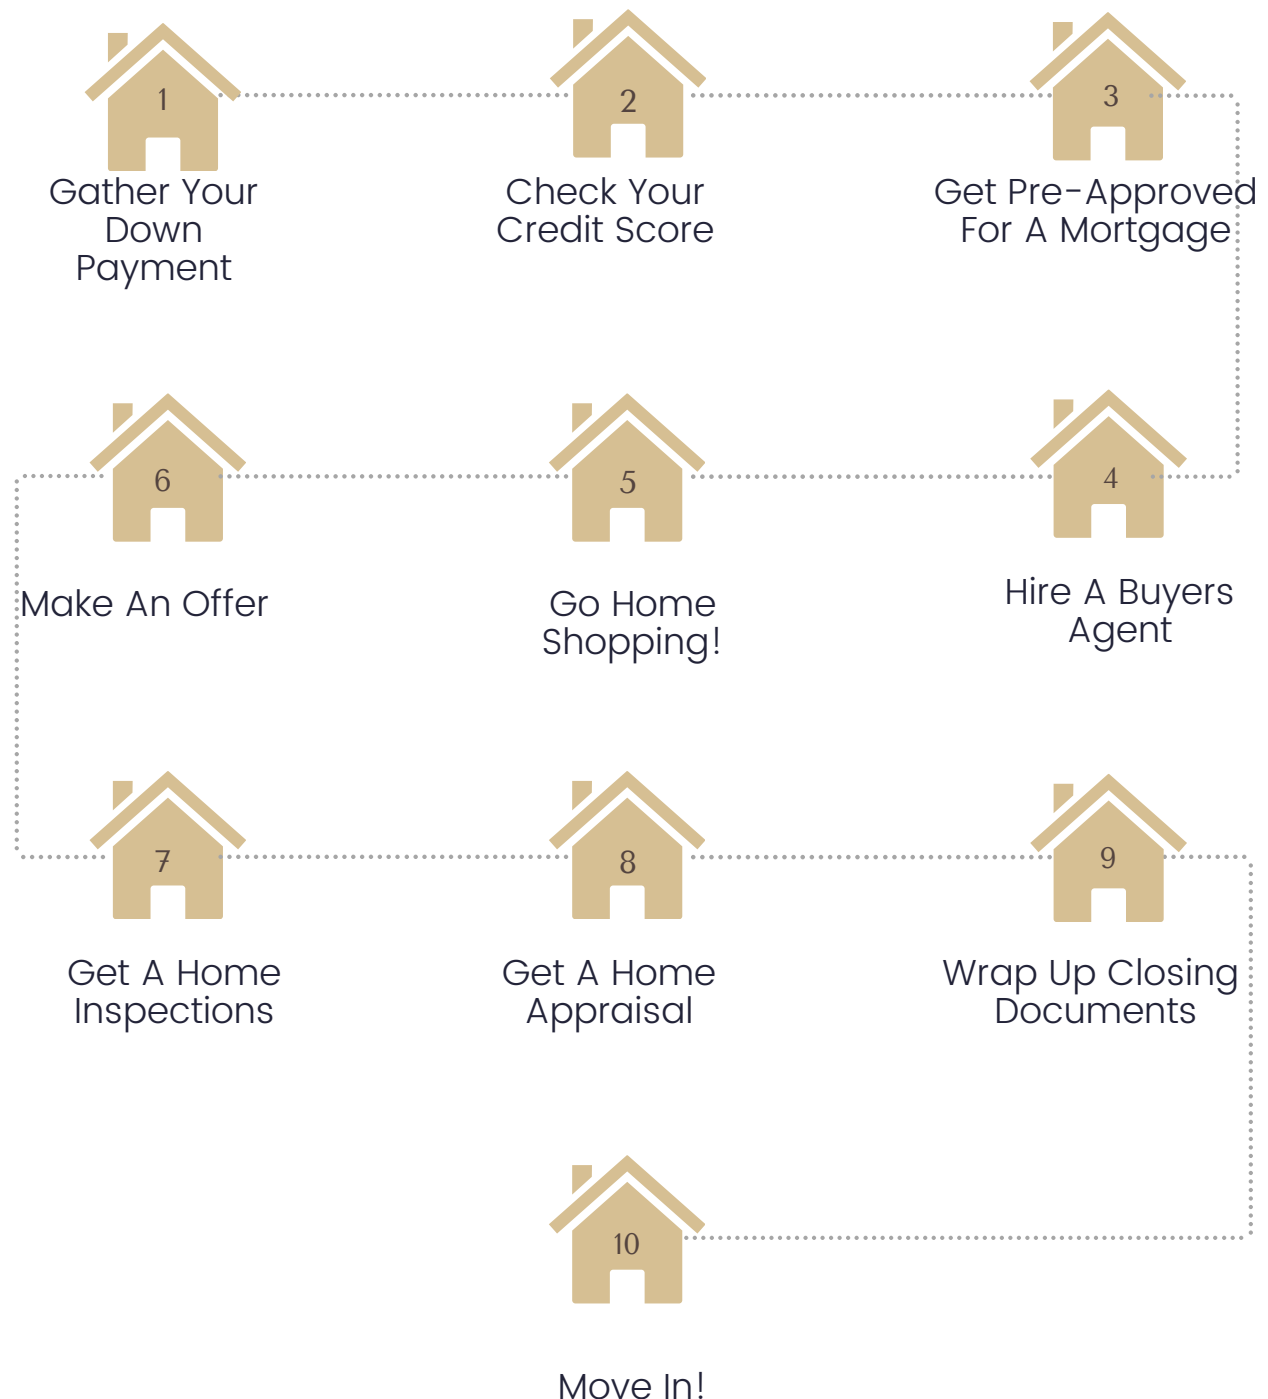 1
Gather Your
Down
Payment
2
Check Your
Credit Score
3
Get Pre-Approved
For A Mortgage
4
Hire A Buyers
Agent
5
Go Home
Shopping!
6
Make An Offer
7
Get A Home
Inspections
8
Get A Home
Appraisal
9
Wrap Up Closing
Documents
10
Move In!